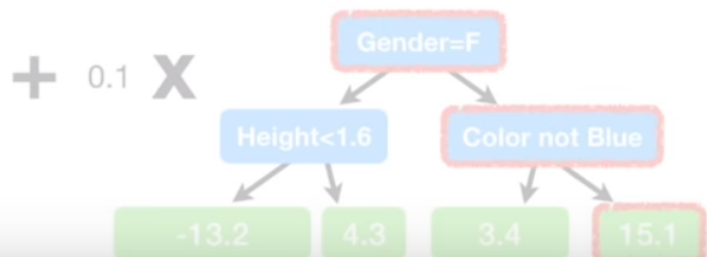 Gender=F
+ 0.1 X
Height<1.6 Color not Blue
-13.2 4.3 3.4 15.1